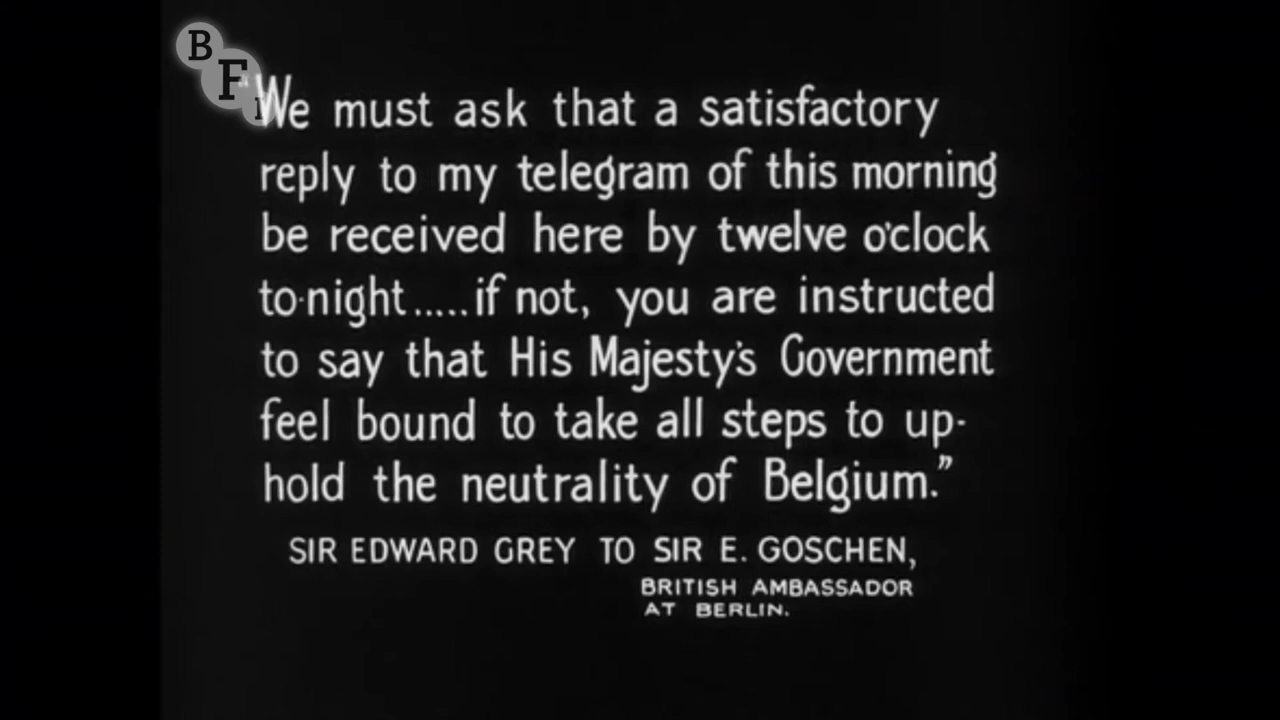 BFI
"We must ask that a satisfactory
reply to my telegram of this morning
be received here by twelve o'clock
to-night.....if not, you are instructed
to say that His Majesty's Government
feel bound to take all steps to up-
hold the neutrality of Belgium."
SIR EDWARD GREY TO SIR E. GOSCHEN,
BRITISH AMBASSADOR
AT BERLIN.